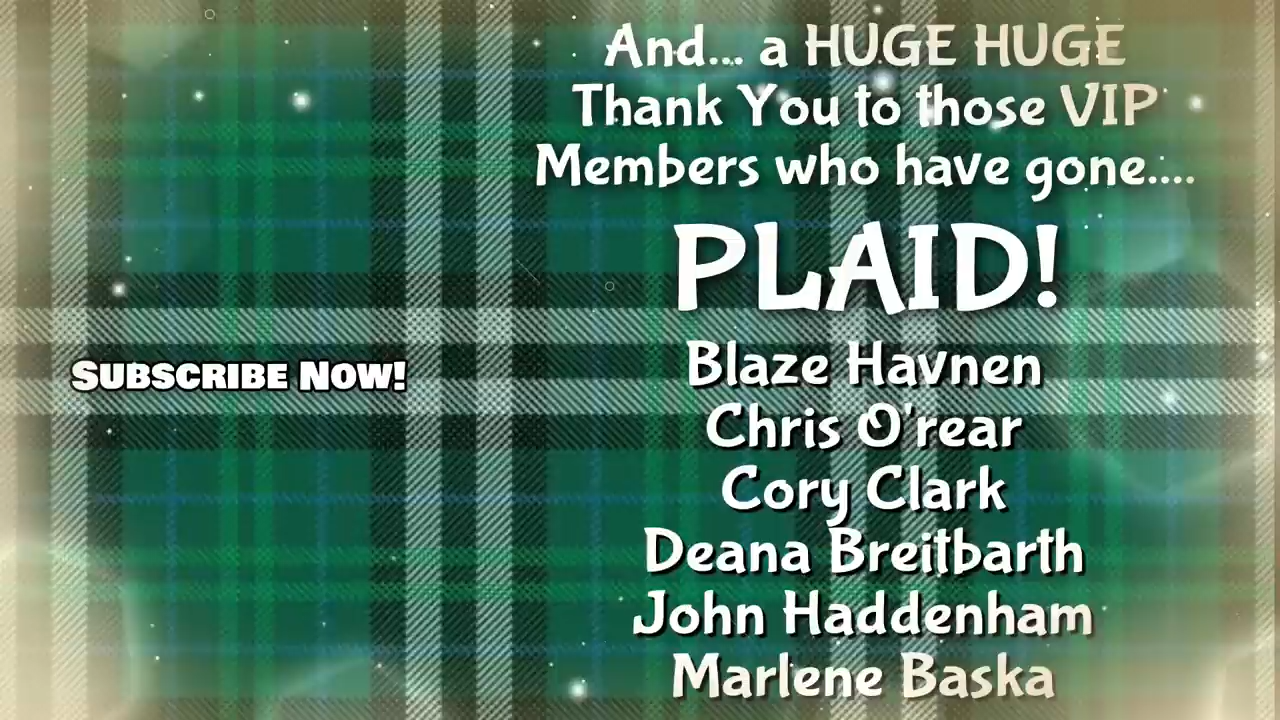 And... a HUGE HUGE
Thank You to those VIP
Members who have gone....
PLAID!
Subscribe Now!
Blaze Havnen
Chris O'rear
Cory Clark
Deana Breitbarth
John Haddenham
Marlene Baska